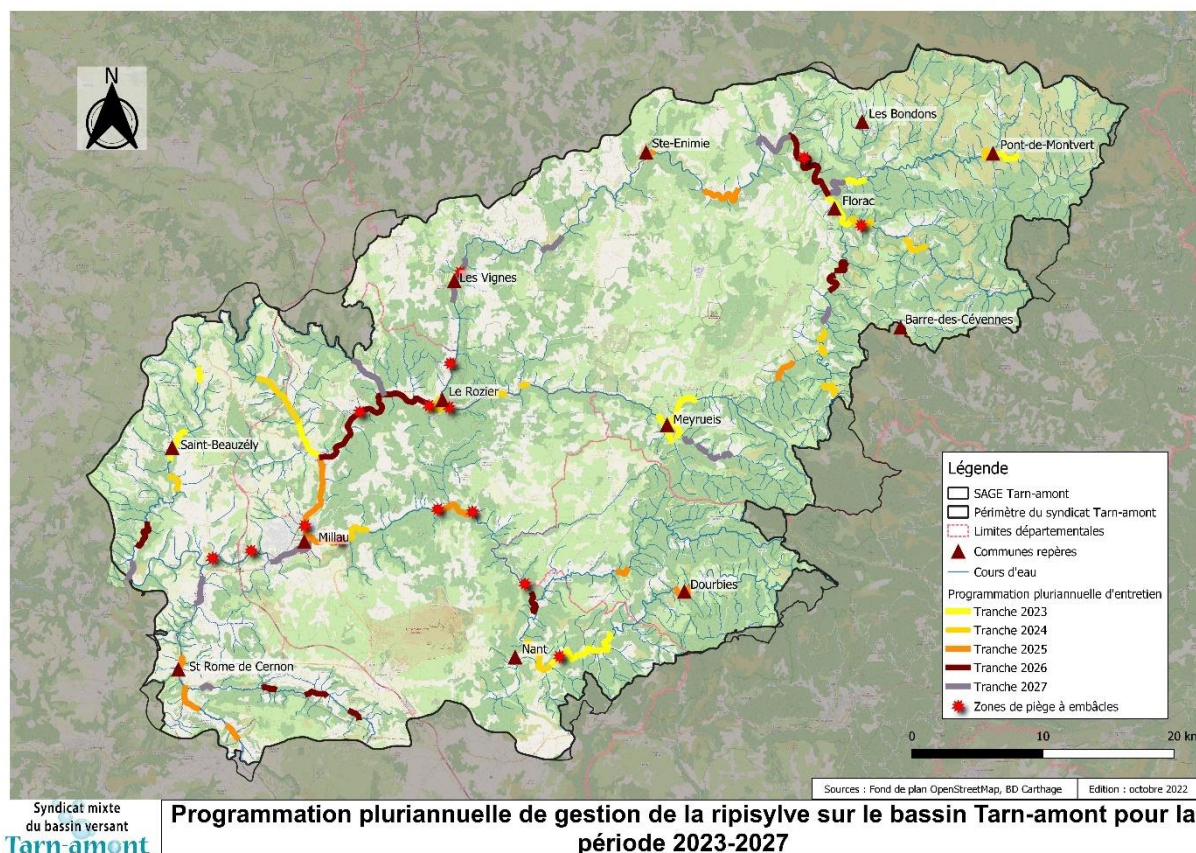 N
Les Bondons
Ste-Enimie
Pont-de-Montvert
Florac
Les Vignes
Barre-des-Cévennes
Le Rozier
Meyrueis
Saint-Beauzély
Millau
Dourbies
Nant
St Rome de Cernon
Légende
SAGE Tarn-amont
Périmètre du syndicat Tarn-amont
Limites départementales
Communes repères
Cours d'eau
Programmation pluriannuelle d'entretien
Tranche 2023
Tranche 2024
Tranche 2025
Tranche 2026
Tranche 2027
Zones de piège à embâcles
0 10 20 km
Sources : Fond de plan OpenStreetMap, BD Carthage Edition : octobre 2022
Syndicat mixte
du bassin versant
Tarn-amont
Programmation pluriannuelle de gestion de la ripisylve sur le bassin Tarn-amont pour la
période 2023-2027